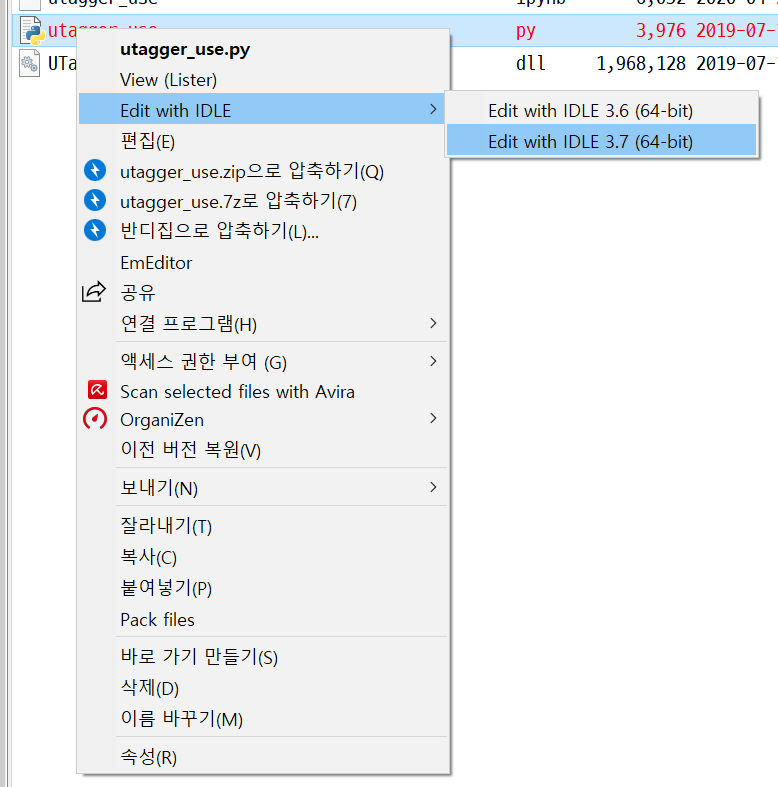 utagger_use.py
View (Lister)
Edit with IDLE
편집(E)
utagger_use.zip으로 압축하기(Q)
utagger_use.7z로 압축하기(7)
반디집으로 압축하기(L)...
EmEditor
공유
연결 프로그램(H)
액세스 권한 부여 (G)
Scan selected files with Avira
OrganiZen
이전 버전 복원(V)
보내기(N)
잘라내기(T)
복사(C)
붙여넣기(P)
Pack files
바로 가기 만들기(S)
삭제(D)
이름 바꾸기(M)
속성(R)
Edit with IDLE 3.6 (64-bit)
Edit with IDLE 3.7 (64-bit)
py 3,976 2019-07-
dll 1,968,128 2019-07-